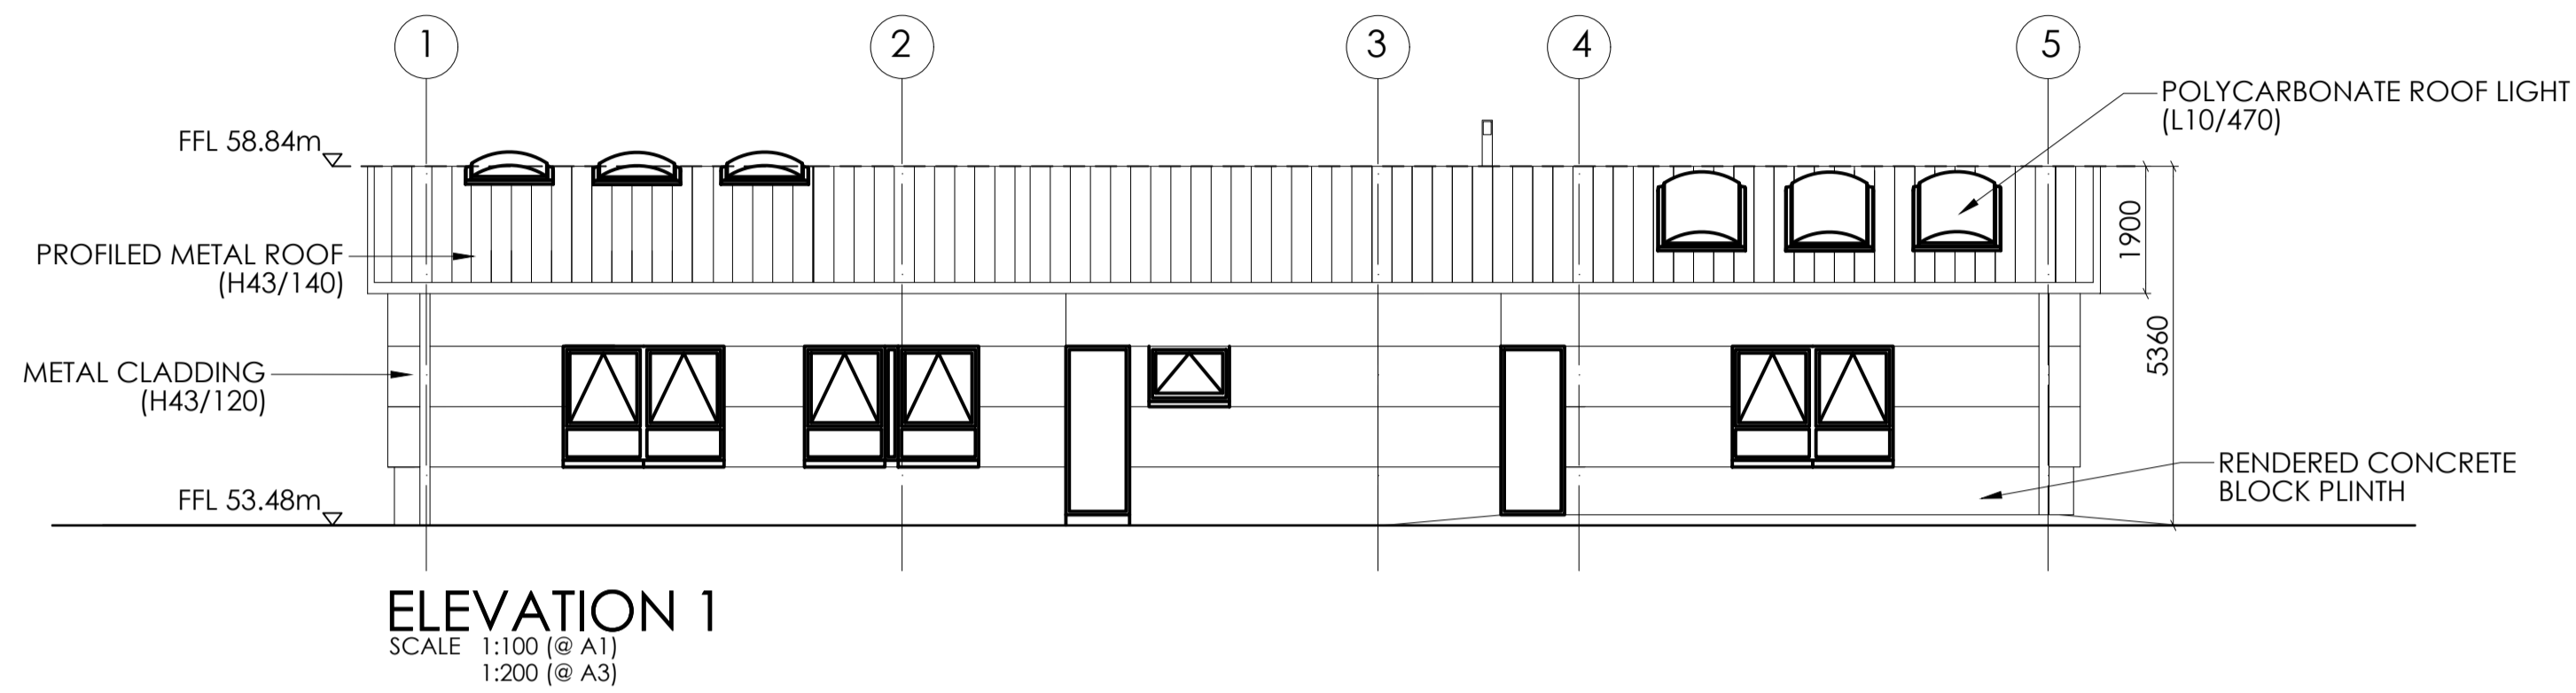 1
2
3
4
5
POLYCARBONATE ROOF LIGHT
(L10/470)
FFL 58.84m
PROFILED METAL ROOF
(H43/140)
1900
5360
METAL CLADDING
(H43/120)
RENDERED CONCRETE
BLOCK PLINTH
FFL 53.48m
ELEVATION 1
SCALE 1:100 (@ A1)
1:200 (@ A3)